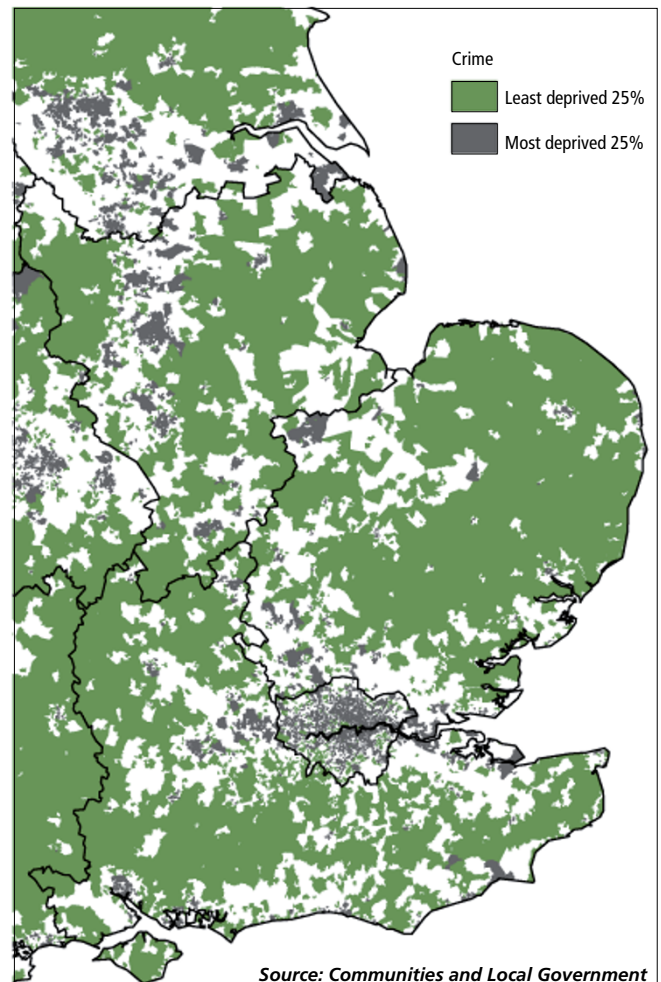 Crime
Least deprived 25%
Most deprived 25%
Source: Communities and Local Government